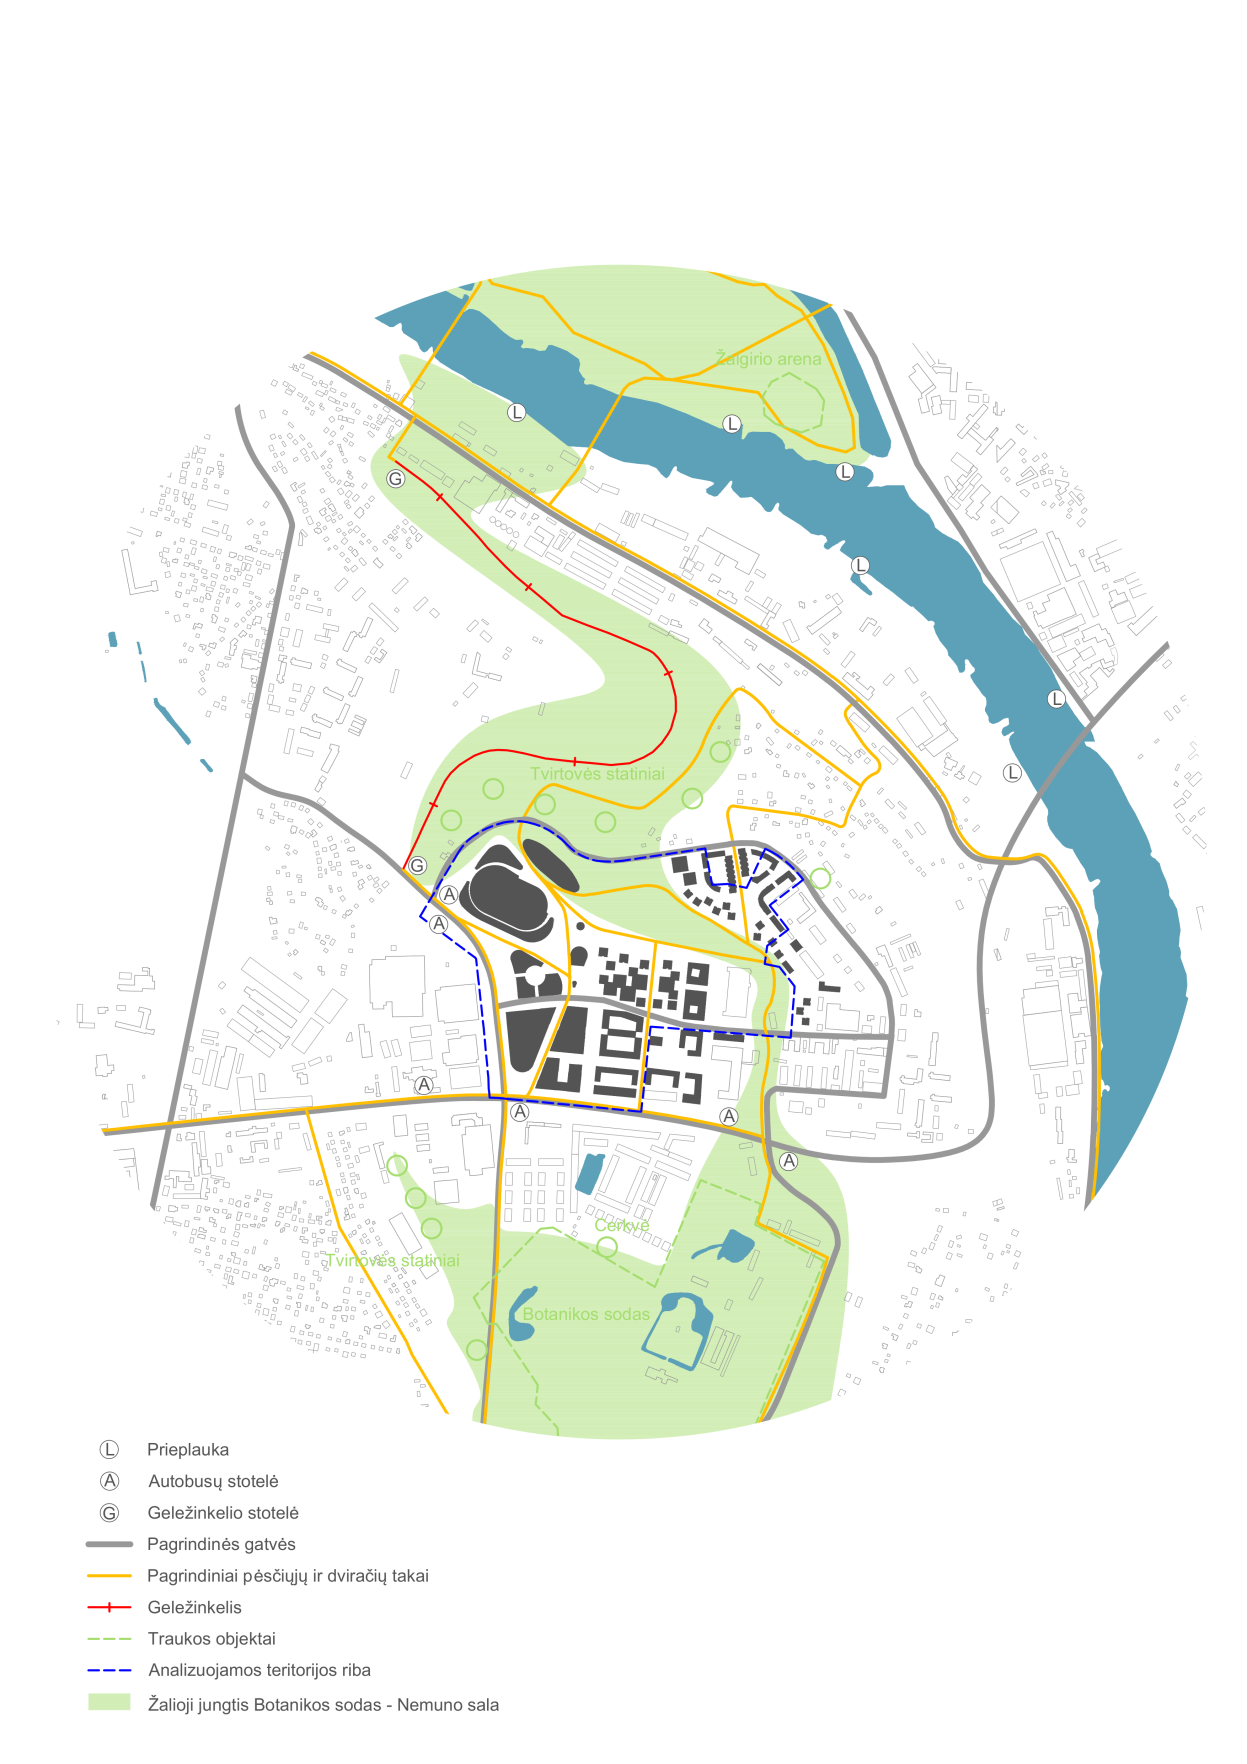 Žalgirio arena
L
L
L
G
L
L
L
Tvirtovės statiniai
G
A
A
A
A
A
A
Cerkvė
Tvirtovės statiniai
Botanikos sodas
L Prieplauka
A Autobusų stotelė
G Geležinkelio stotelė
Pagrindinės gatvės
Pagrindiniai pėsčiųjų ir dviračių takai
Geležinkelis
Traukos objektai
Analizuojamos teritorijos riba
Žalioji jungtis Botanikos sodas - Nemuno sala